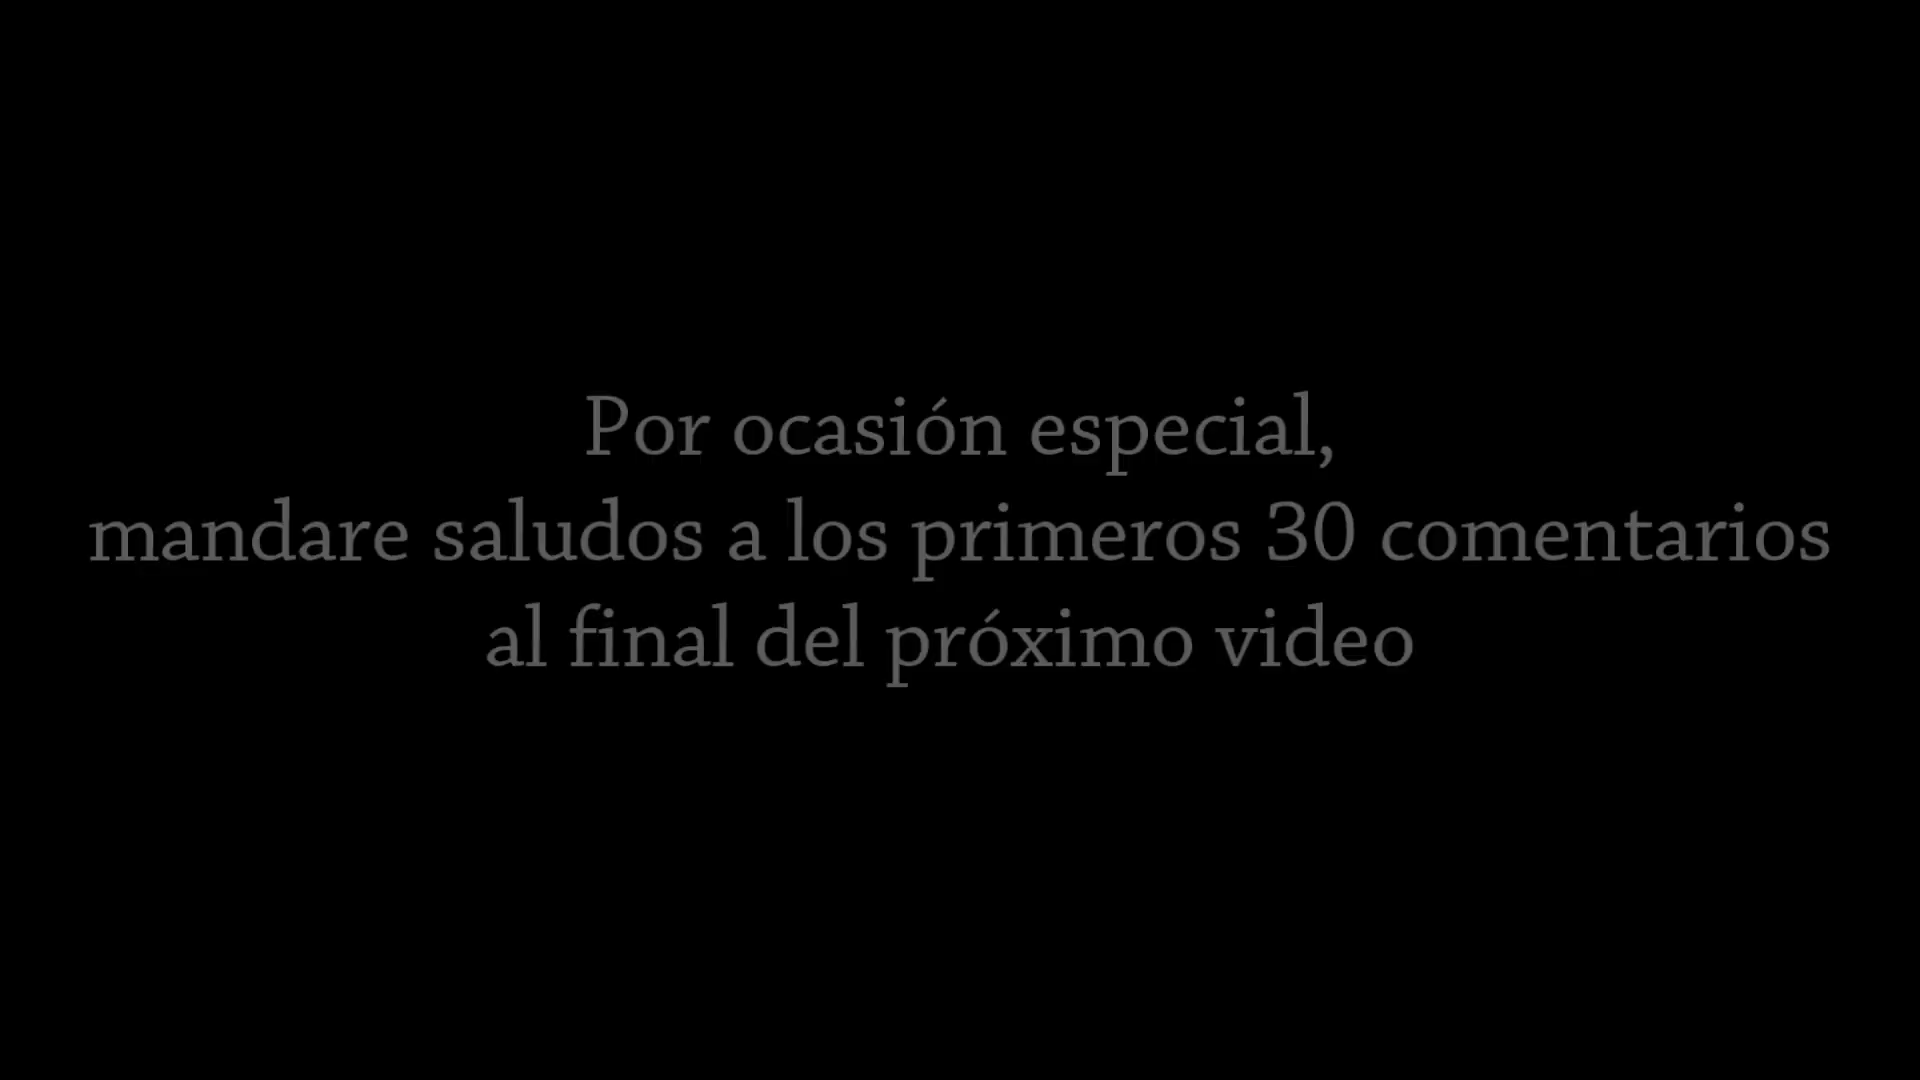 Por ocasión especial,
mandare saludos a los primeros 30 comentarios
al final del próximo video